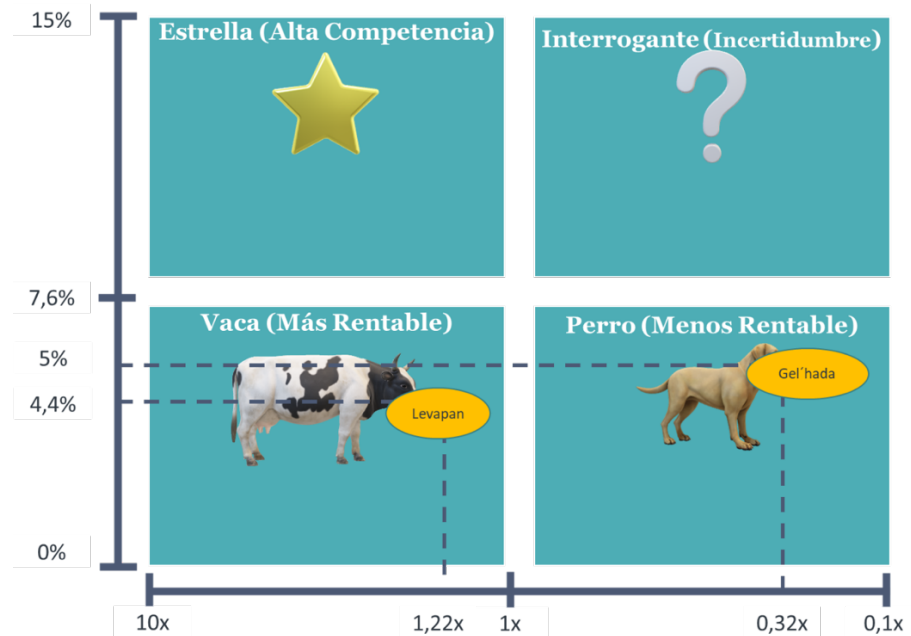 15%
Estrella (Alta Competencia)
Interrogante (Incertidumbre)
7,6%
Vaca (Más Rentable)
Perro (Menos Rentable)
5%
Gel´hada
4,4%
Levapan
0%
10x
1,22x
1x
0,32x
0,1x